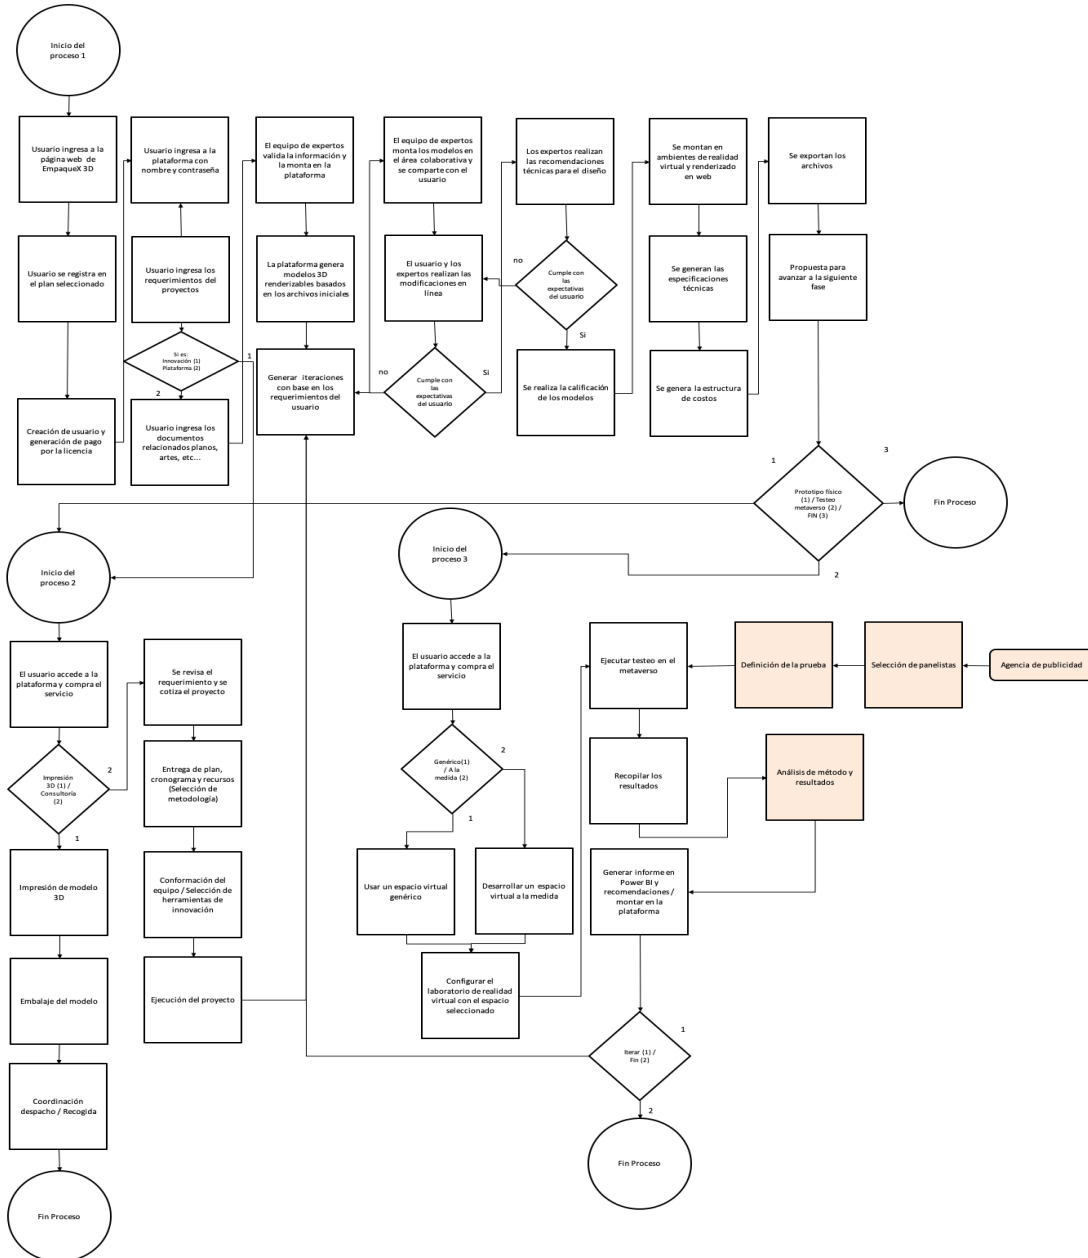 Inicio del
proceso 1
Usuario ingresa a la
página web de
EmpaqueX 3D
Usuario se registra en
el plan seleccionado
Creación de usuario y
generación de pago
por la licencia
Usuario ingresa a la
plataforma con
nombre y contraseña
Usuario ingresa los
requerimientos del
proyectos
Si es:
Innovación (1)
Plataforma (2)
1
2
Usuario ingresa los
documentos
relacionados planos,
artes, etc...
El equipo de expertos
valida la información y
la monta en la
plataforma
La plataforma genera
modelos 3D
renderizables basados
en los archivos iniciales
Generar iteraciones
con base en los
requerimientos del
usuario
El equipo de expertos
monta los modelos en
el área colaborativa y
se comparte con el
usuario
El usuario y los
expertos realizan las
modificaciones en
línea
no
Si
Cumple con
las
expectativas
del usuario
Los expertos realizan
las recomendaciones
técnicas para el diseño
no
Cumple con
las
expectativas
del usuario
Si
Se realiza la calificación
de los modelos
Se montan en
ambientes de realidad
virtual y renderizado
en web
Se generan las
especificaciones
técnicas
Se genera la estructura
de costos
Se exportan los
archivos
Propuesta para
avanzar a la siguiente
fase
1
3
Prototipo físico
(1) / Testeo
metaverso (2) /
FIN (3)
2
Fin Proceso
Inicio del
proceso 2
El usuario accede a la
plataforma y compra el
servicio
Impresión
3D (1) /
Consultoría
(2)
2
1
Impresión de modelo
3D
Embalaje del modelo
Coordinación
despacho / Recogida
Fin Proceso
Se revisa el
requerimiento y se
cotiza el proyecto
Entrega de plan,
cronograma y recursos
(Selección de
metodología)
Conformación del
equipo / Selección de
herramientas de
innovación
Ejecución del proyecto
Inicio del
proceso 3
El usuario accede a la
plataforma y compra el
servicio
Genérico(1)
/ A la
medida (2)
2
1
Usar un espacio virtual
genérico
Desarrollar un espacio
virtual a la medida
Configurar el
laboratorio de realidad
virtual con el espacio
seleccionado
Ejecutar testeo en el
metaverso
Definición de la prueba
Selección de panelistas
Agencia de publicidad
Recopilar los
resultados
Análisis de método y
resultados
Generar informe en
Power BI y
recomendaciones /
montar en la
plataforma
1
Iterar (1) /
Fin (2)
2
Fin Proceso